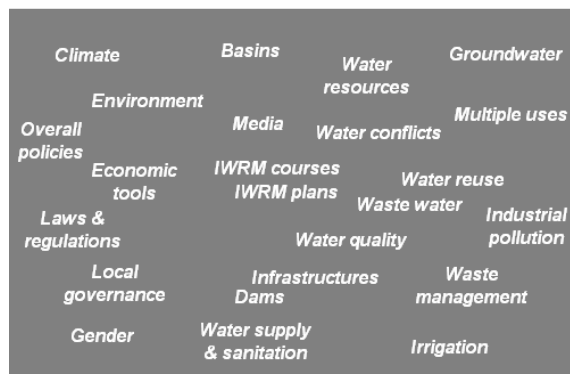 Climate
Basins
Water
resources
Groundwater
Environment
Media
Water conflicts
Multiple uses
Overall
policies
Economic
tools
IWRM courses
IWRM plans
Water reuse
Waste water
Laws &
regulations
Water quality
Industrial
pollution
Local
governance
Infrastructures
Dams
Waste
management
Gender
Water supply
& sanitation
Irrigation